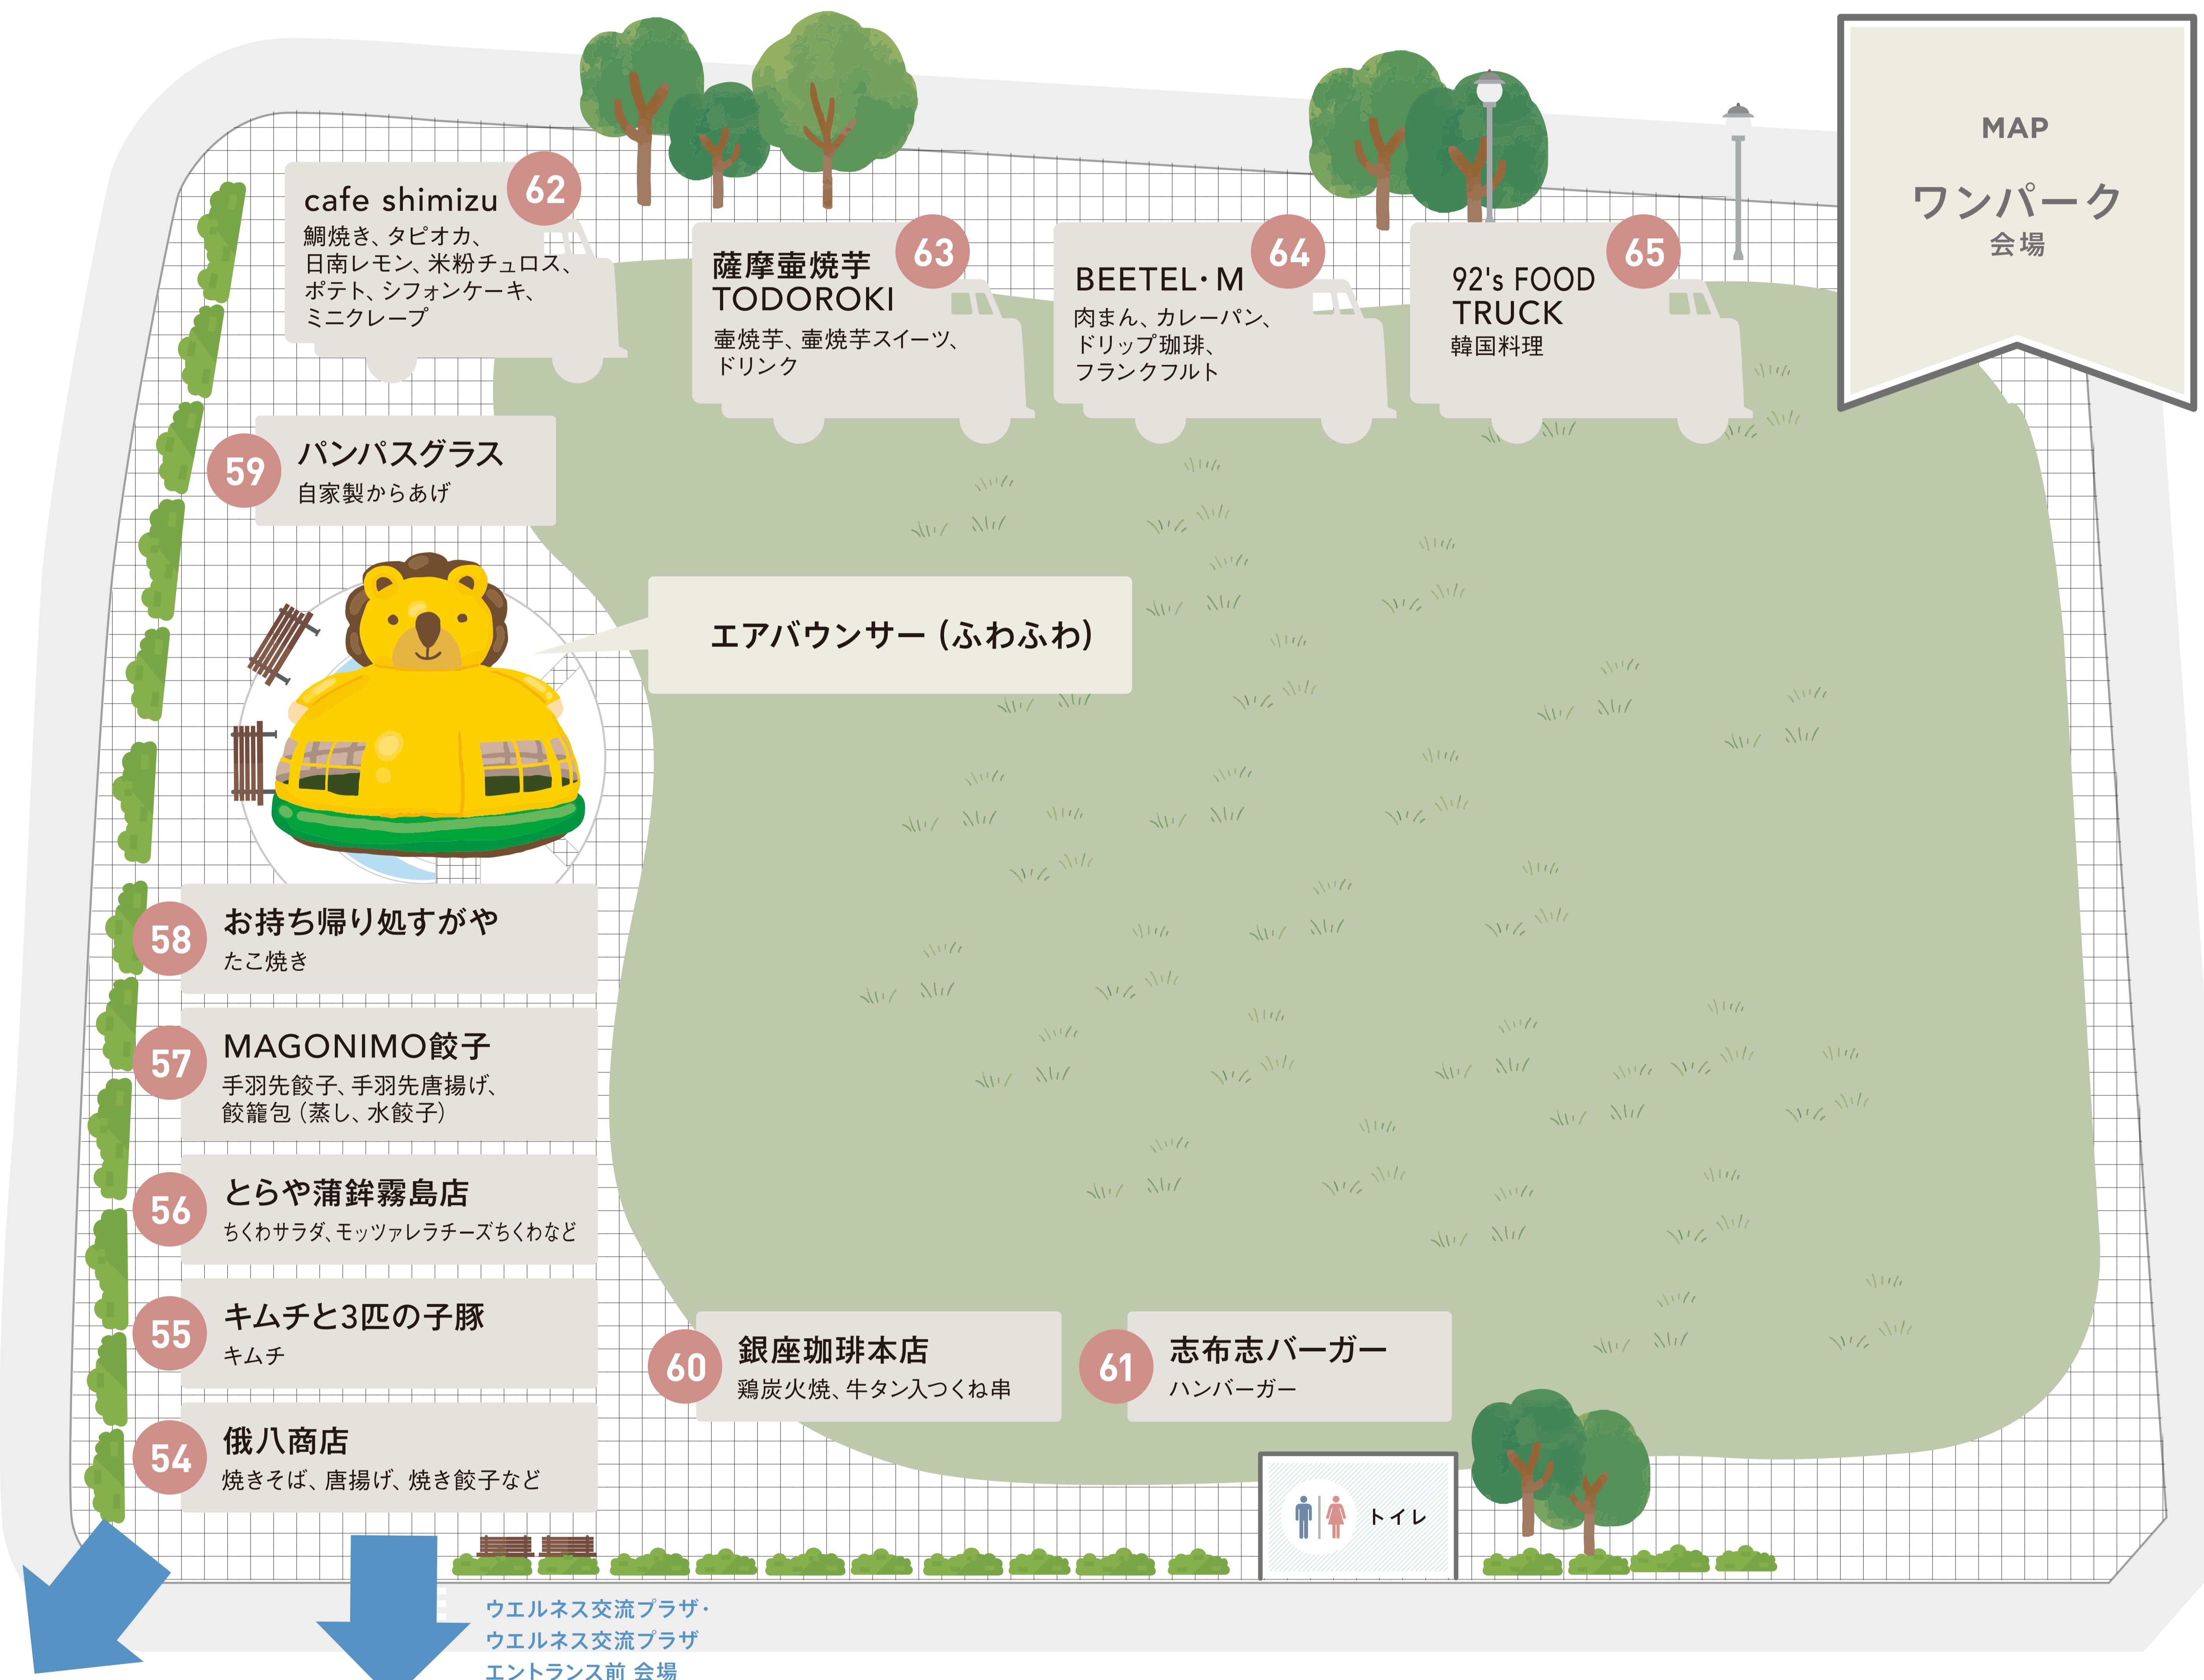 MAP
ワンパーク
会場
62
cafe shimizu
鯛焼き、タピオカ、
日南レモン、米粉チュロス、
ポテト、シフォンケーキ、
ミニクレープ
63
薩摩壷焼芋
TODOROKI
壷焼芋、壷焼芋スイーツ、
ドリンク
64
BEETEL・M
肉まん、カレーパン、
ドリップ珈琲、
フランクフルト
65
92's FOOD
TRUCK
韓国料理
59
パンパスグラス
自家製からあげ
エアバウンサー(ふわふわ)
58
お持ち帰り処すがや
たこ焼き
57
MAGONIMO餃子
手羽先餃子、手羽先唐揚げ、
餃籠包(蒸し、水餃子)
56
とらや蒲鉾霧島店
ちくわサラダ、モッツァレラチーズちくわなど
55
キムチと3匹の子豚
キムチ
54
俄八商店
焼きそば、唐揚げ、焼き餃子など
60
銀座珈琲本店
鶏炭火焼、牛タン入つくね串
61
志布志バーガー
ハンバーガー
トイレ
ウエルネス交流プラザ・
ウエルネス交流プラザ
エントランス前 会場